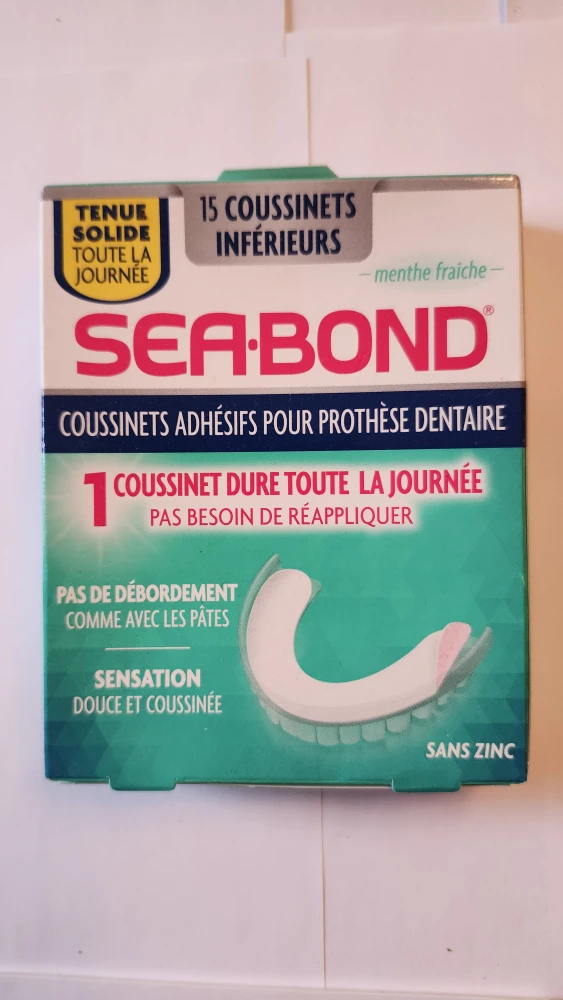 TENUE
SOLIDE
TOUTE LA
JOURNÉE
15 COUSSINETS
INFÉRIEURS
– menthe fraîche –
SEA·BOND®
COUSSINETS ADHÉSIFS POUR PROTHÈSE DENTAIRE
1 COUSSINET DURE TOUTE LA JOURNÉE
PAS BESOIN DE RÉAPPLIQUER
PAS DE DÉBORDEMENT
COMME AVEC LES PÂTES
SENSATION
DOUCE ET COUSSINÉE
SANS ZINC